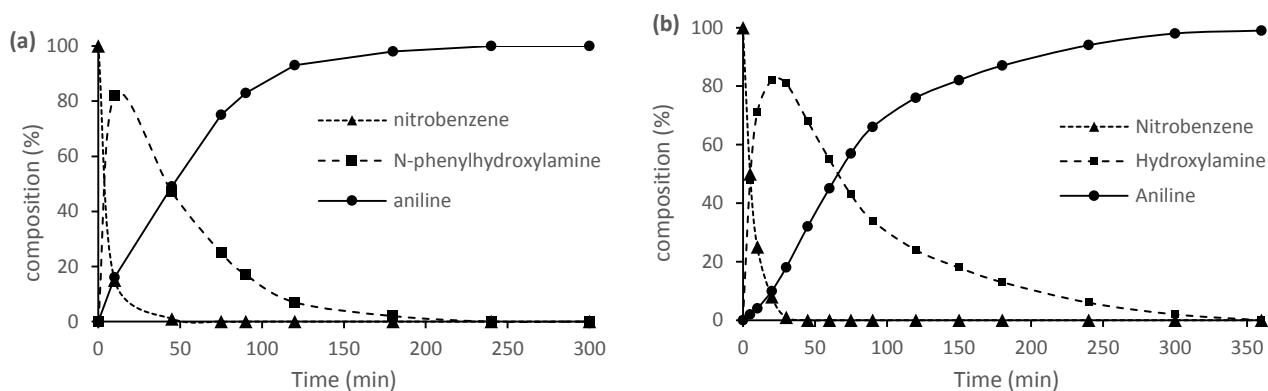 (a)
composition (%)
100
80
60
40
20
0
nitrobenzene
N-phenylhydroxylamine
aniline
0 50 100 150 200 250 300
Time (min)
(b)
composition (%)
100
80
60
40
20
0
Nitrobenzene
Hydroxylamine
Aniline
0 50 100 150 200 250 300 350
Time (min)